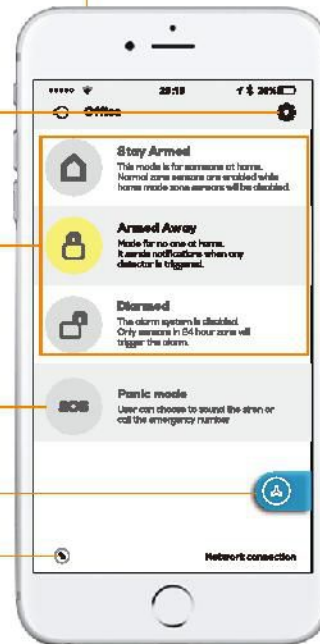 23:15 20%
Office
Stay Armed
This mode is for someone at home.
Normal zone sensors are enabled while
home mode zone sensors will be disabled.
Armed Away
Mode for no one at home.
It sends notifications when any
detector is triggered.
Disarmed
The alarm system is disabled.
Only sensors in 24 hour zone will
trigger the alarm.
SOS
Panic mode
User can choose to sound the siren or
call the emergency number
Network connection